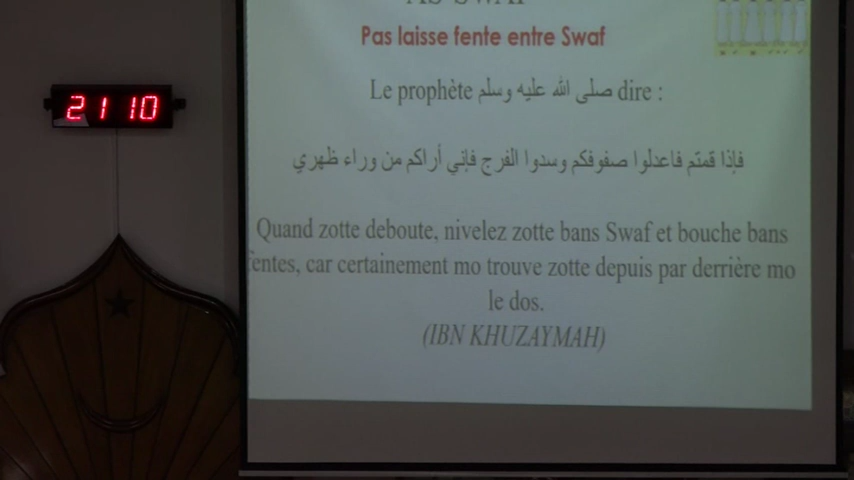 AS-SWAF
Pas laisse fente entre Swaf
Le prophète صلى الله عليه وسلم dire :
21 10
فإذا قمتم فاعدلوا صفوفكم وسدوا الفرج فإني أراكم من وراء ظهري
Quand zotte deboute, nivelez zotte bans Swaf et bouche bans
fentes, car certainement mo trouve zotte depuis par derrière mo
le dos.
(IBN KHUZAYMAH)